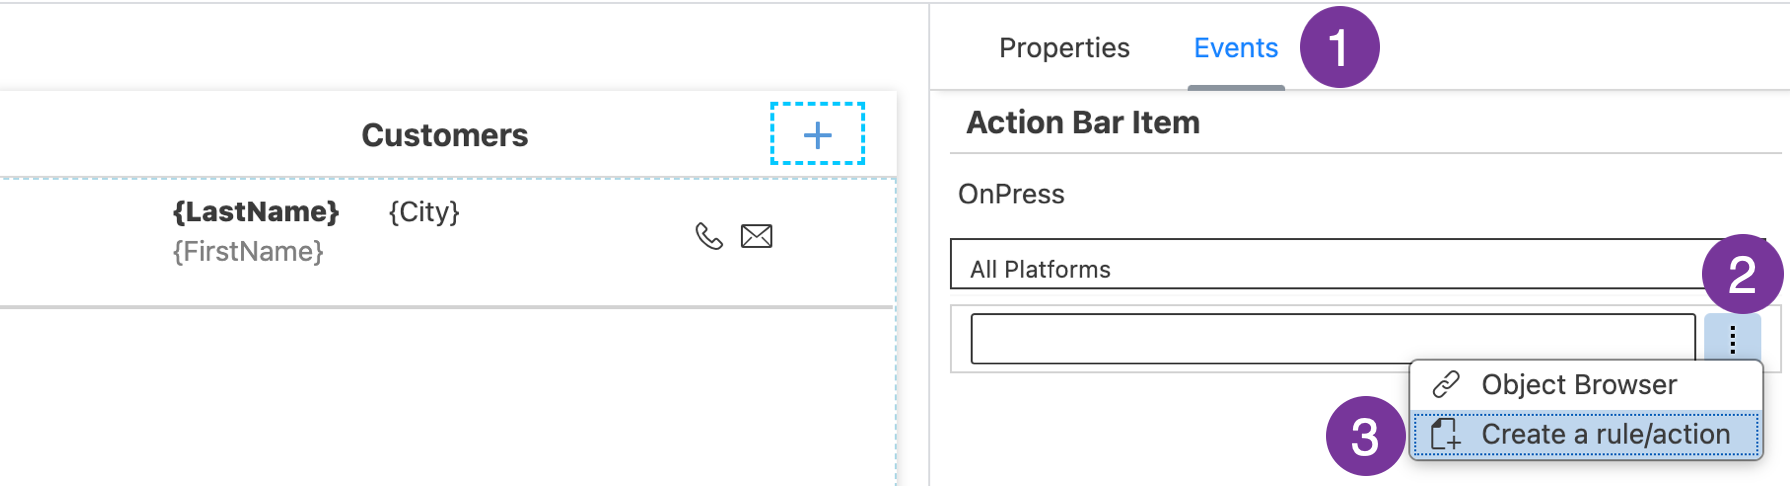 Properties Events 1
Customers
Action Bar Item
{LastName} {City}
{FirstName}
OnPress
All Platforms
2
Object Browser
3 Create a rule/action